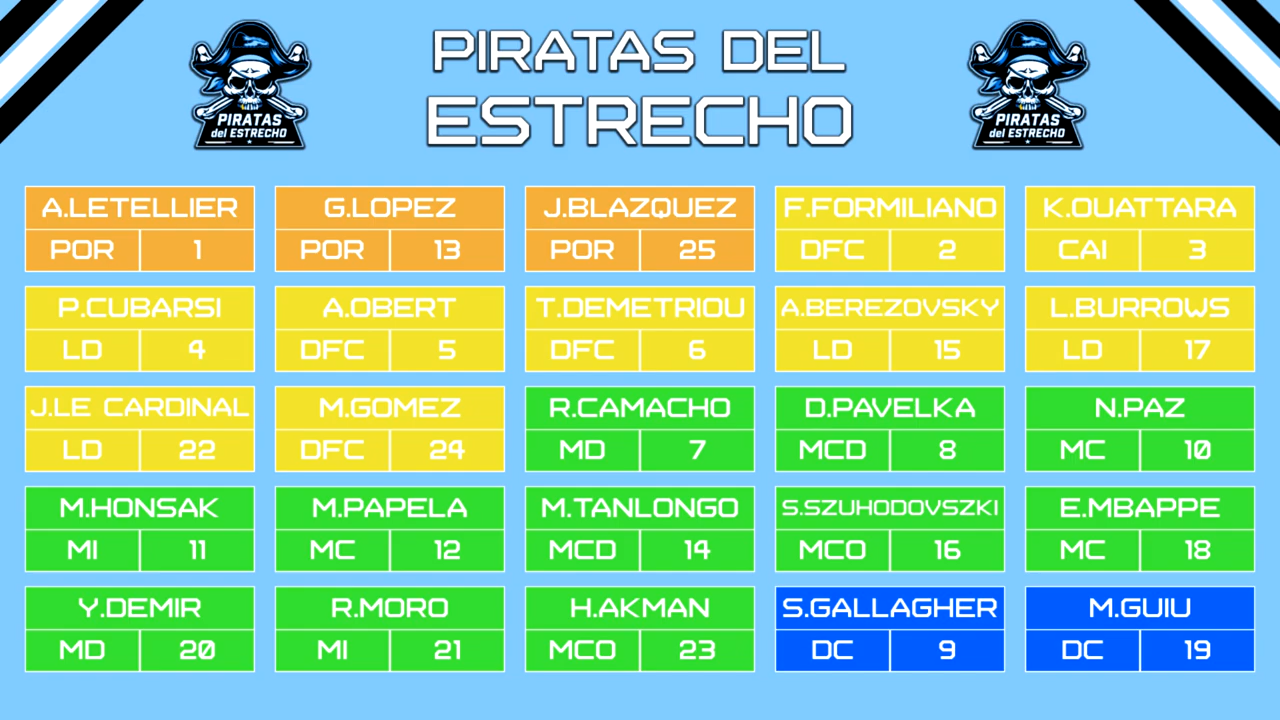 PIRATAS DEL
ESTRECHO
PIRATAS
del ESTRECHO
PIRATAS
del ESTRECHO
A.LETELLIER
POR 1
G.LOPEZ
POR 13
J.BLAZQUEZ
POR 25
F.FORMILIANO
DFC 2
K.OUATTARA
CAI 3
P.CUBARSI
LD 4
A.OBERT
DFC 5
T.DEMETRIOU
DFC 6
A.BEREZOVSKY
LD 15
L.BURROWS
LD 17
J.LE CARDINAL
LD 22
M.GOMEZ
DFC 24
R.CAMACHO
MD 7
D.PAVELKA
MCD 8
N.PAZ
MC 10
M.HONSAK
MI 11
M.PAPELA
MC 12
M.TANLONGO
MCD 14
S.SZUHODOVSZKI
MCO 16
E.MBAPPE
MC 18
Y.DEMIR
MD 20
R.MORO
MI 21
H.AKMAN
MCO 23
S.GALLAGHER
DC 9
M.GUIU
DC 19